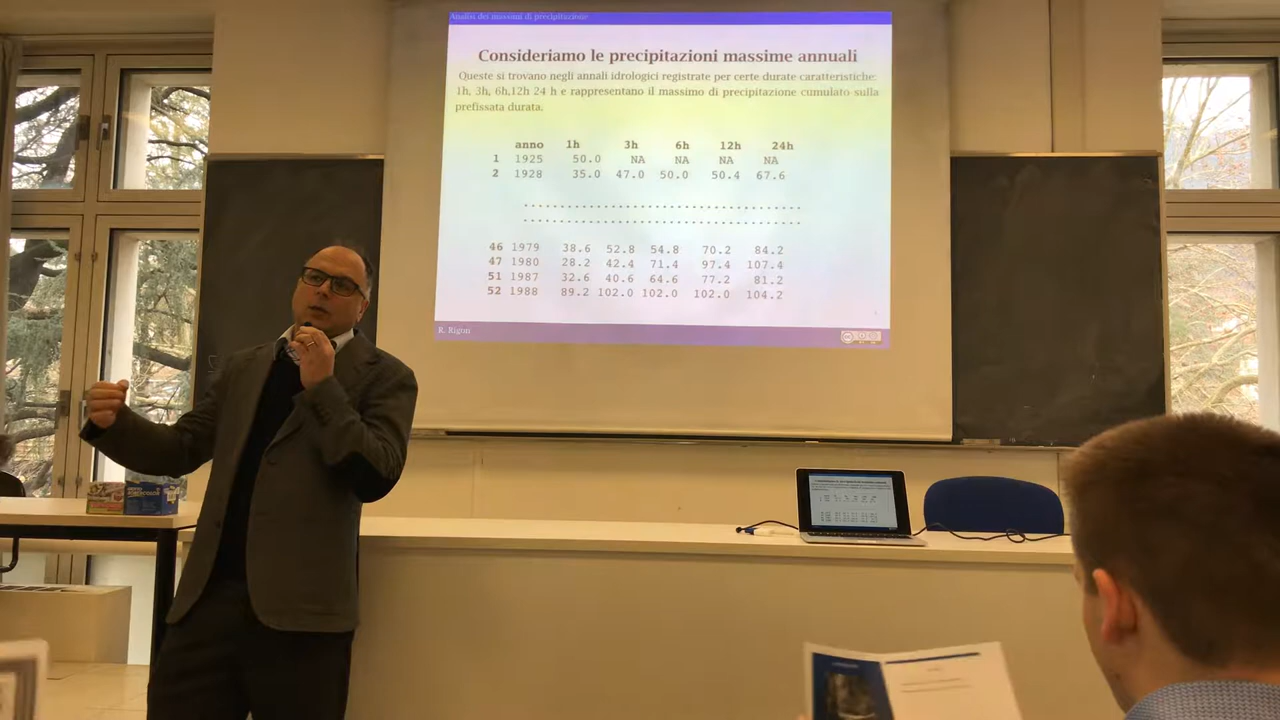 Analisi dei massimi di precipitazione
Consideriamo le precipitazioni massime annuali
Queste si trovano negli annali idrologici registrate per certe durate caratteristiche:
1h, 3h, 6h,12h 24 h e rappresentano il massimo di precipitazione cumulato sulla
prefissata durata.
anno 1h 3h 6h 12h 24h
1 1925 50.0 NA NA NA NA
2 1928 35.0 47.0 50.0 50.4 67.6
................................
................................
46 1979 38.6 52.8 54.8 70.2 84.2
47 1980 28.2 42.4 71.4 97.4 107.4
51 1987 32.6 40.6 64.6 77.2 81.2
52 1988 89.2 102.0 102.0 102.0 104.2
R. Rigon